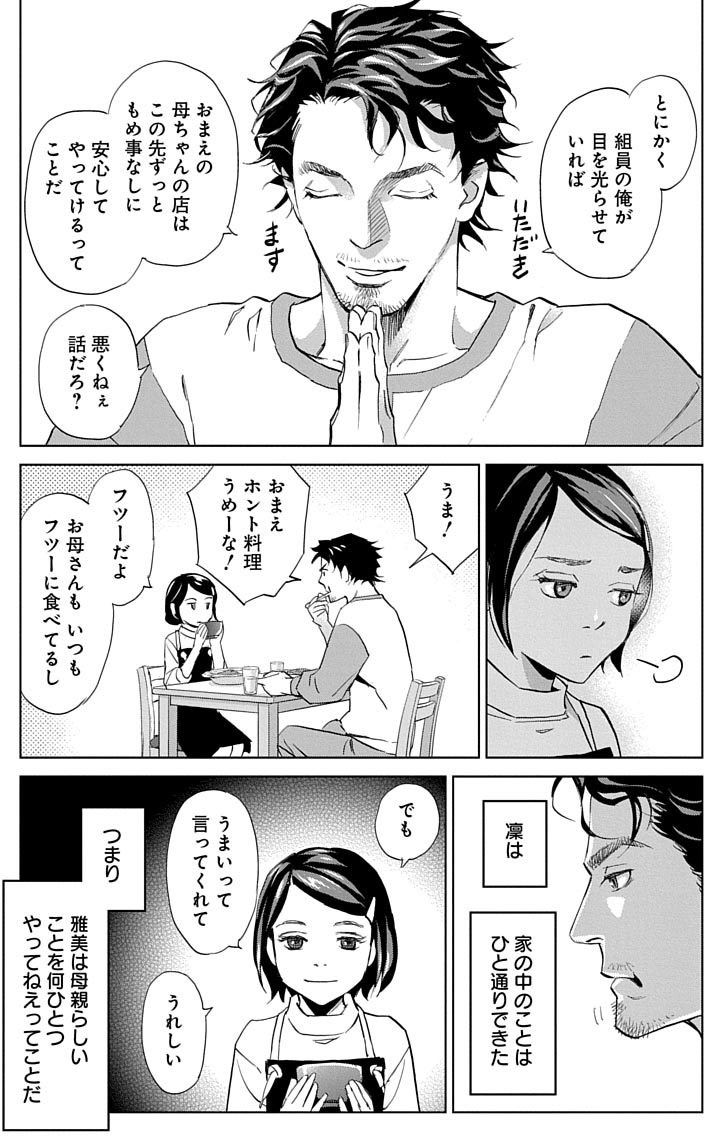 とにかく
組員の俺が
目を光らせて
いれば
おまえの
母ちゃんの店は
この先ずっと
もめ事なしに
安心して
やってけるって
ことだ
いただき
ます
悪くねぇ
話だろ?
うま!
おまえ
ホント料理
うめーな!
フツーだよ
お母さんも いつも
フツーに食べてるし
凜は
家の中のことは
ひと通りできた
でも
うまいって
言ってくれて
うれしい
つまり
雅美は母親らしい
ことを何ひとつ
やってねえってことだ